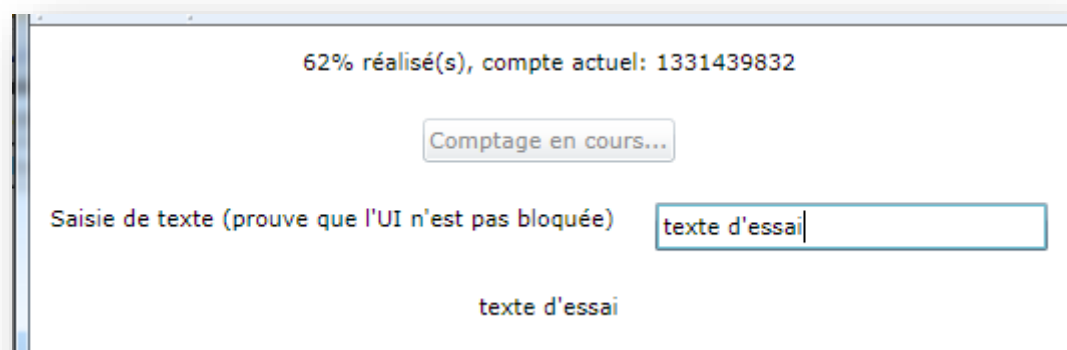 62% réalisé(s), compte actuel: 1331439832
Comptage en cours...
Saisie de texte (prouve que l'UI n'est pas bloquée) texte d'essai
texte d'essai